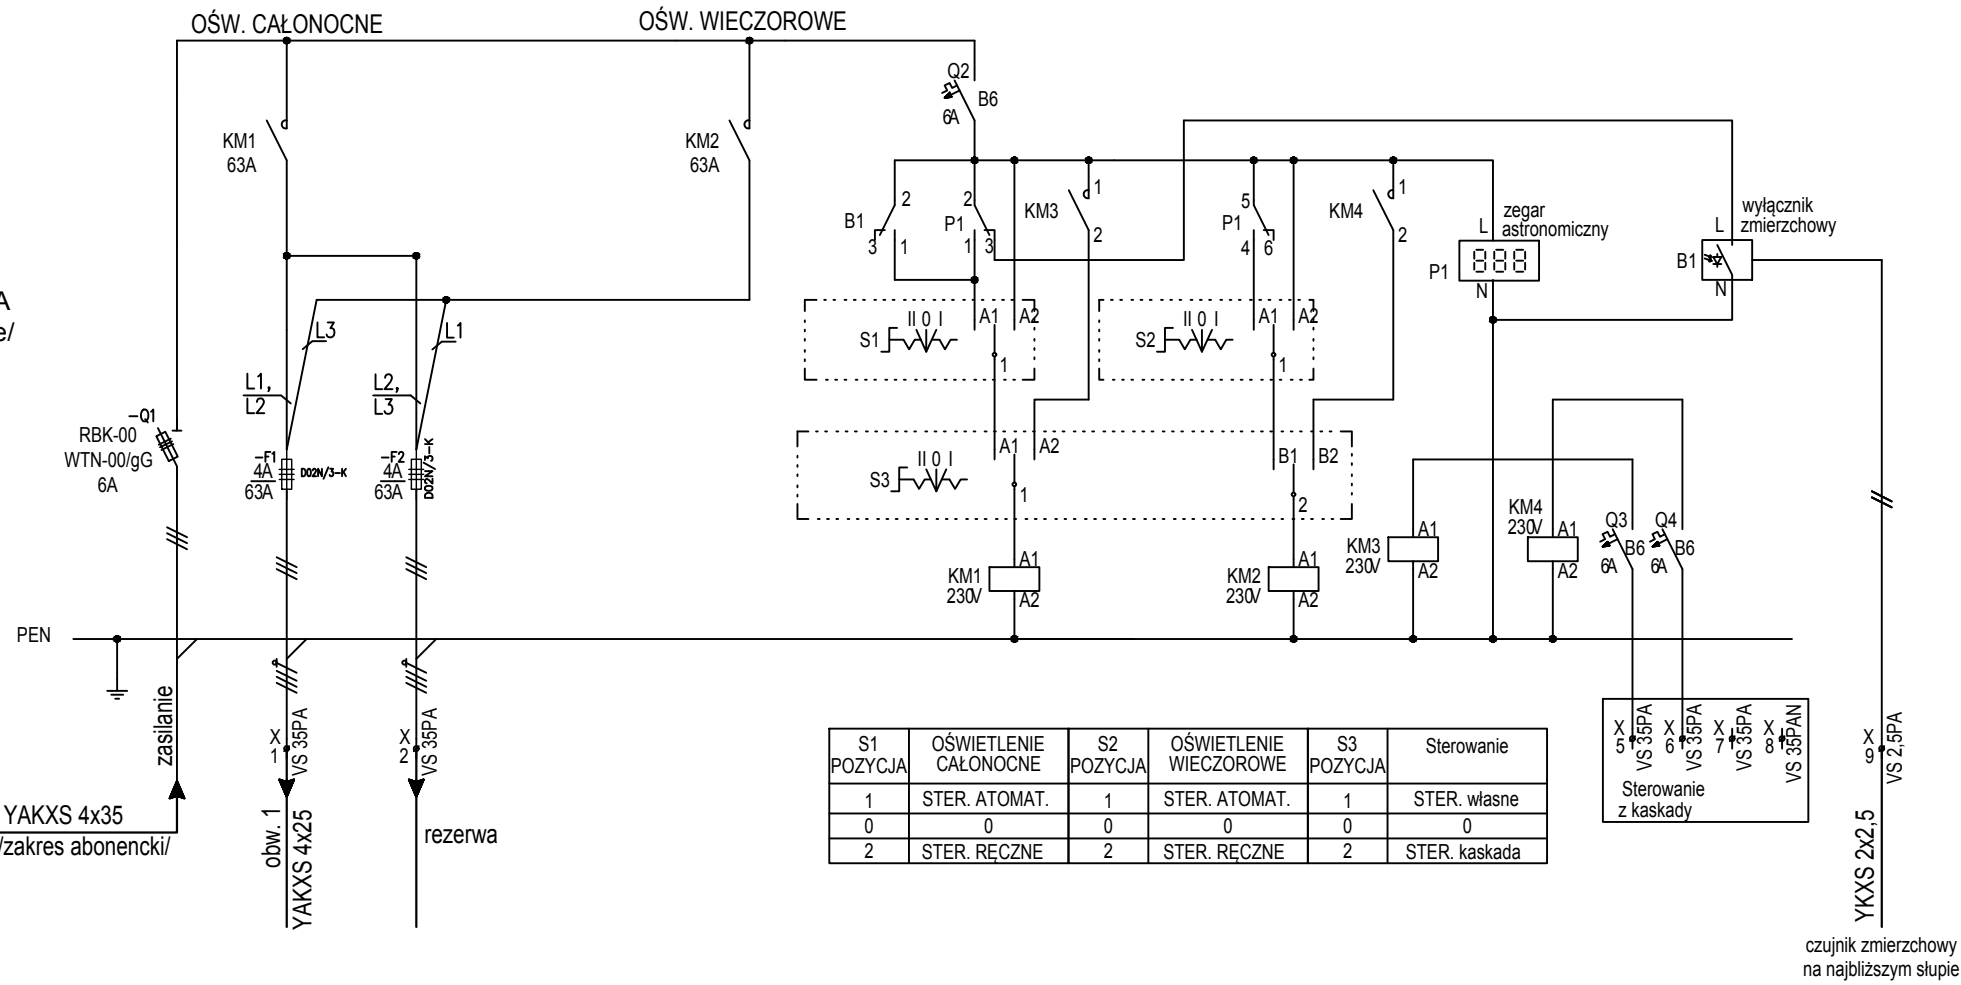 OŚW. CAŁONOCNE
OŚW. WIECZOROWE
KM1
63A
KM2
63A
Q2
B6
6A
B1
2
3
1
2
P1
1
3
KM3
1
2
5
P1
4
6
KM4
1
2
L
zegar
astronomiczny
P1
N
wyłącznik
zmierzchowy
L
B1
N
A
e/
L3
L1
L1,
L2
L2,
L3
-Q1
RBK-00
WTN-00/gG
6A
-F1
4A
63A
D02N/3-K
-F2
4A
63A
D02N/3-K
S1
II 0 I
A1
A2
1
S2
II 0 I
A1
A2
1
S3
II 0 I
A1
A2
1
B1
B2
2
KM1
230V
A1
A2
KM2
230V
A1
A2
KM3
230V
A1
A2
KM4
230V
A1
A2
Q3
B6
6A
Q4
B6
6A
PEN
zasilanie
YAKXS 4x35
/zakres abonencki/
X
1
VS 35PA
obw. 1
YAKXS 4x25
X
2
VS 35PA
rezerwa
S1
POZYCJA
OŚWIETLENIE
CAŁONOCNE
S2
POZYCJA
OŚWIETLENIE
WIECZOROWE
S3
POZYCJA
Sterowanie
1 STER. ATOMAT. 1 STER. ATOMAT. 1 STER. własne
0 0 0 0 0 0
2 STER. RĘCZNE 2 STER. RĘCZNE 2 STER. kaskada
X
5
VS 35PA
X
6
VS 35PA
X
7
VS 35PA
X
8
VS 35PAN
Sterowanie
z kaskady
X
9
VS 2,5PA
YKXS 2x2,5
czujnik zmierzchowy
na najbliższym słupie